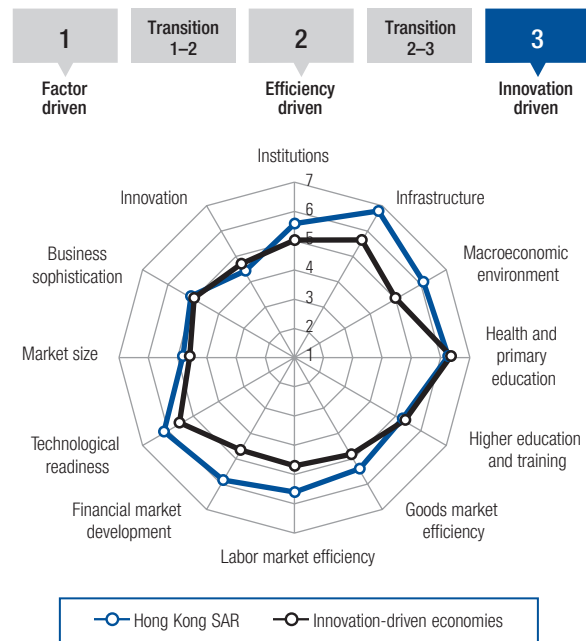 1
Transition
1–2
2
Transition
2–3
3
Factor
driven
Efficiency
driven
Innovation
driven
Institutions
Infrastructure
Macroeconomic
environment
Health and
primary
education
Higher education
and training
Goods market
efficiency
Labor market efficiency
Financial market
development
Technological
readiness
Market size
Business
sophistication
Innovation
7
6
5
4
3
2
1
Hong Kong SAR
Innovation-driven economies